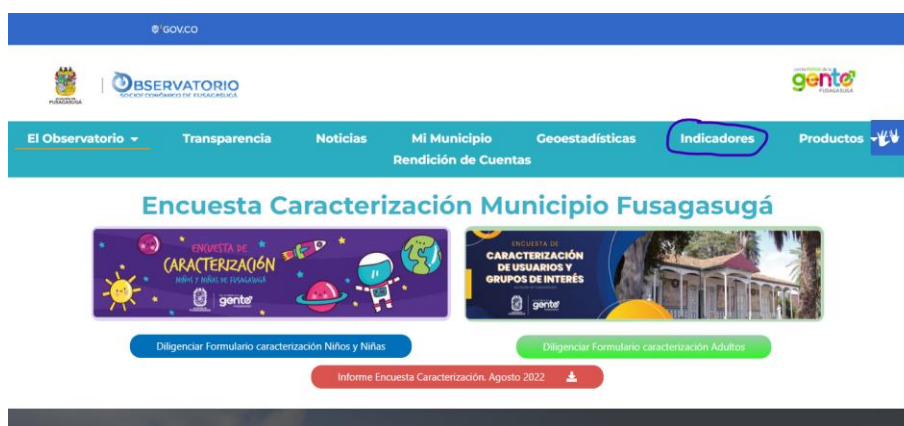 GOV.CO
FUSAGASUGÁ
OBSERVATORIO
SOCIOECONÓMICO DE FUSAGASUGÁ
gente
FUSAGASUGÁ
El Observatorio
Transparencia
Noticias
Mi Municipio
Geoestadísticas
Indicadores
Productos
Rendición de Cuentas
Encuesta Caracterización Municipio Fusagasugá
ENCUESTA DE
CARACTERIZACIÓN
NIÑOS Y NIÑAS DE FUSAGASUGÁ
gente
ENCUESTA DE
CARACTERIZACIÓN
DE USUARIOS Y
GRUPOS DE INTERÉS
gente
Diligenciar Formulario caracterización Niños y Niñas
Diligenciar Formulario caracterización Adultos
Informe Encuesta Caracterización. Agosto 2022